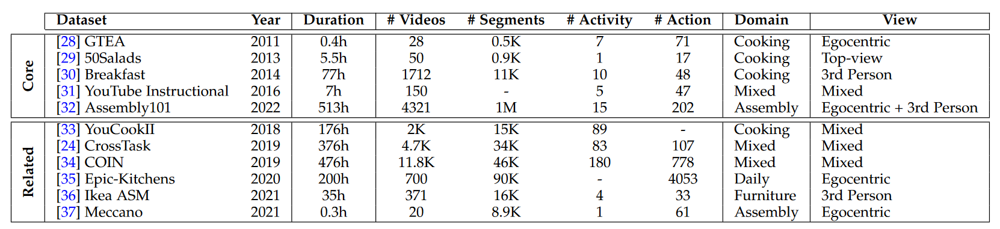 Dataset Year Duration # Videos # Segments # Activity # Action Domain View
Core
[28] GTEA 2011 0.4h 28 0.5K 7 71 Cooking Egocentric
[29] 50Salads 2013 5.5h 50 0.9K 1 17 Cooking Top-view
[30] Breakfast 2014 77h 1712 11K 10 48 Cooking 3rd Person
[31] YouTube Instructional 2016 7h 150 - 5 47 Mixed Mixed
[32] Assembly101 2022 513h 4321 1M 15 202 Assembly Egocentric + 3rd Person
Related
[33] YouCookII 2018 176h 2K 15K 89 - Cooking Mixed
[24] CrossTask 2019 376h 4.7K 34K 83 107 Mixed Mixed
[34] COIN 2019 476h 11.8K 46K 180 778 Mixed Mixed
[35] Epic-Kitchens 2020 200h 700 90K - 4053 Daily Egocentric
[36] Ikea ASM 2021 35h 371 16K 4 33 Furniture 3rd Person
[37] Meccano 2021 0.3h 20 8.9K 1 61 Assembly Egocentric